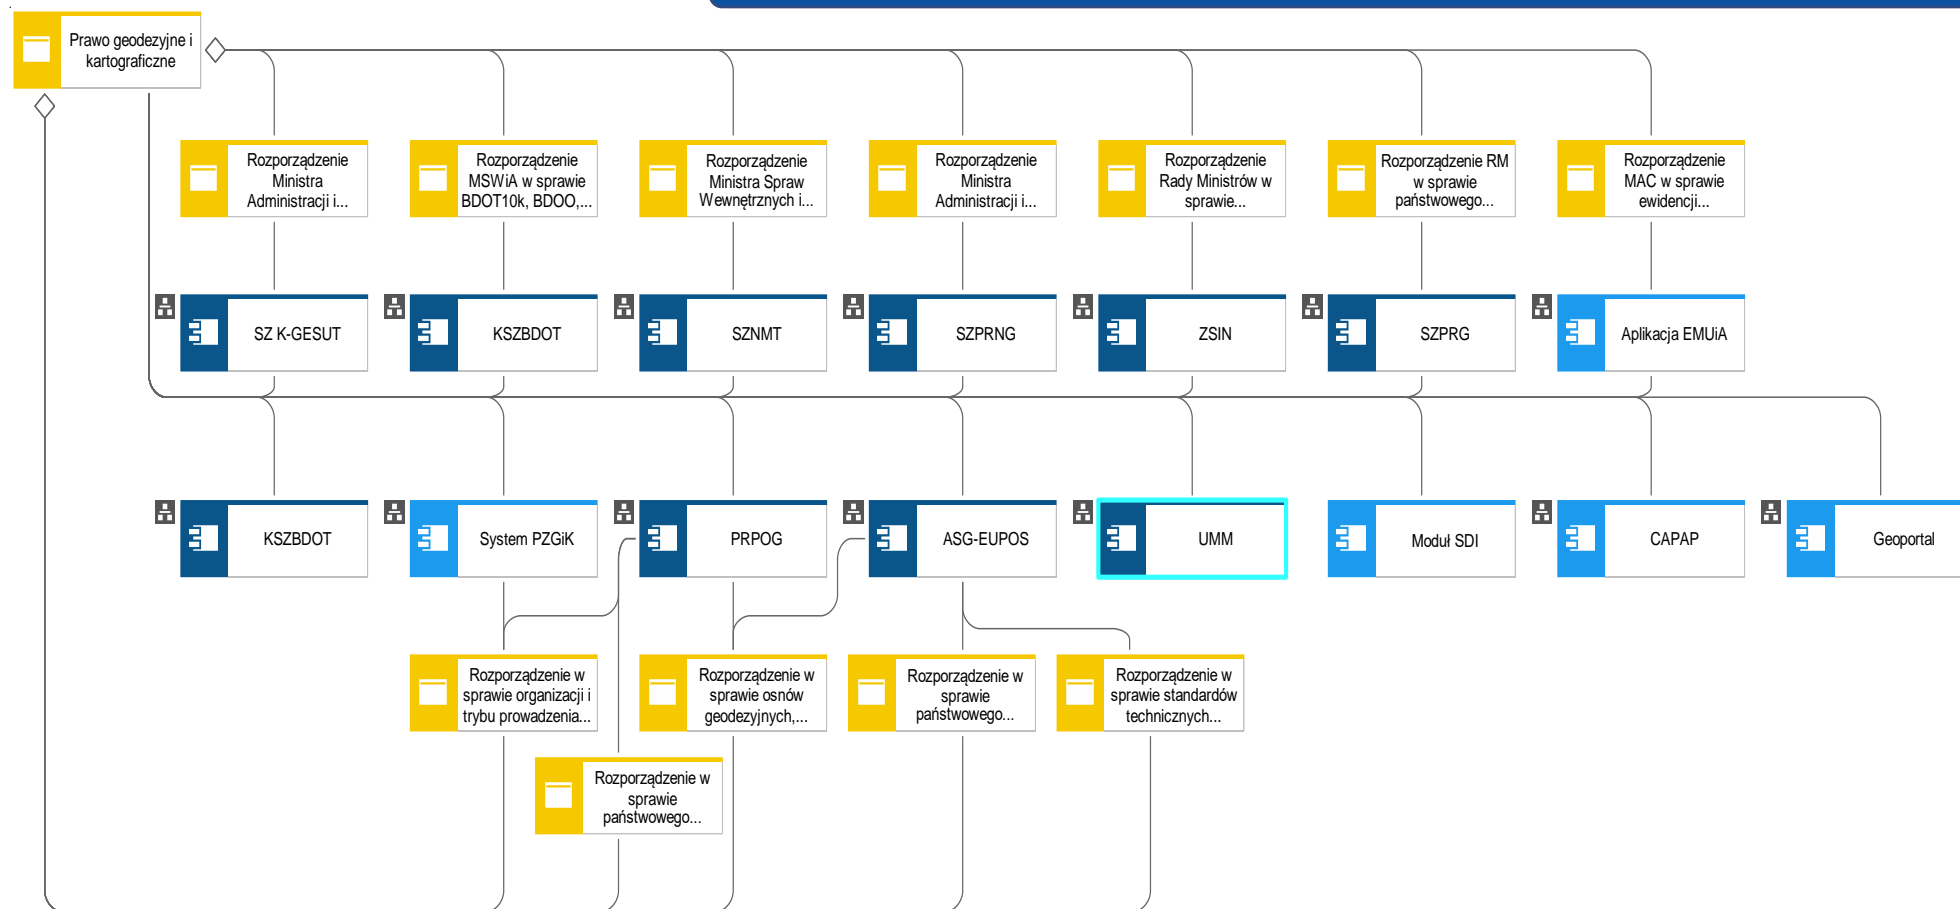 Prawo geodezyjne i
kartograficzne
Rozporządzenie
Ministra
Administracji i...
Rozporządzenie
MSWiA w sprawie
BDOT10k, BDOO,...
Rozporządzenie
Ministra Spraw
Wewnętrznych i...
Rozporządzenie
Ministra
Administracji i...
Rozporządzenie
Rady Ministrów w
sprawie...
Rozporządzenie RM
w sprawie
państwowego...
Rozporządzenie
MAC w sprawie
ewidencji...
SZ K-GESUT
KSZBDOT
SZNMT
SZPRNG
ZSIN
SZPRG
Aplikacja EMUiA
KSZBDOT
System PZGiK
PRPOG
ASG-EUPOS
UMM
Moduł SDI
CAPAP
Geoportal
Rozporządzenie w
sprawie organizacji i
trybu prowadzenia...
Rozporządzenie w
sprawie osnów
geodezyjnych,...
Rozporządzenie w
sprawie
państwowego...
Rozporządzenie w
sprawie standardów
technicznych...
Rozporządzenie w
sprawie
państwowego...